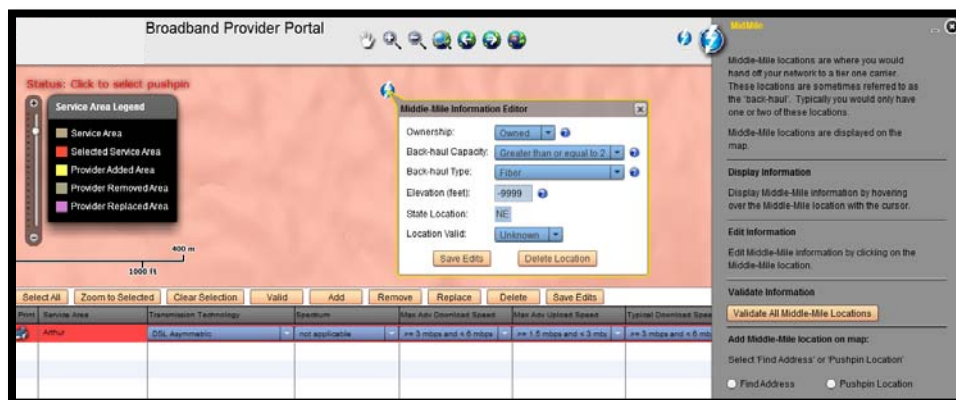 Broadband Provider Portal
Status: Click to select pushpin
Service Area Legend
Service Area
Selected Service Area
Provider Added Area
Provider Removed Area
Provider Replaced Area
400 m
1000 ft
Middle-Mile Information Editor
Ownership: Owned
Back-haul Capacity: Greater than or equal to 2
Back-haul Type: Fiber
Elevation (feet): -9999
State Location: NE
Location Valid: Unknown
Save Edits Delete Location
Select All Zoom to Selected Clear Selection Valid Add Remove Replace Delete Save Edits
Print Service Area Transmission Technology Spectrum Max Adv Download Speed Max Adv Upload Speed Typical Download Spee
Arthur DSL Asymmetric not applicable >= 3 mbps and < 6 mbps >= 1.5 mbps and < 3 mb >= 3 mbps and < 6 mb
MidMile
Middle-Mile locations are where you would
hand off your network to a tier one carrier.
These locations are sometimes referred to as
the 'back-haul'. Typically you would only have
one or two of these locations.
Middle-Mile locations are displayed on the
map.
Display Information
Display Middle-Mile information by hovering
over the Middle-Mile location with the cursor.
Edit Information
Edit Middle-Mile information by clicking on the
Middle-Mile location.
Validate Information
Validate All Middle-Mile Locations
Add Middle-Mile location on map:
Select 'Find Address' or 'Pushpin Location'
Find Address Pushpin Location